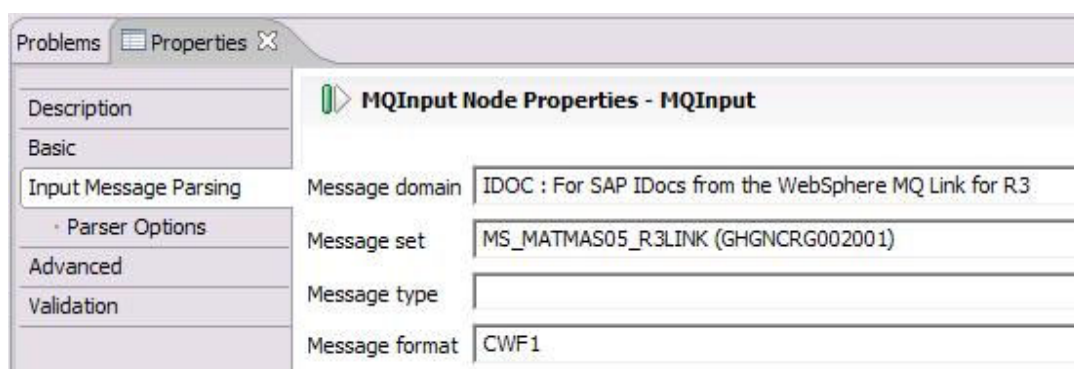 Problems Properties
Description
Basic
Input Message Parsing
· Parser Options
Advanced
Validation
MQInput Node Properties - MQInput
Message domain IDOC : For SAP IDocs from the WebSphere MQ Link for R3
Message set MS_MATMAS05_R3LINK (GHGNCRG002001)
Message type
Message format CWF1